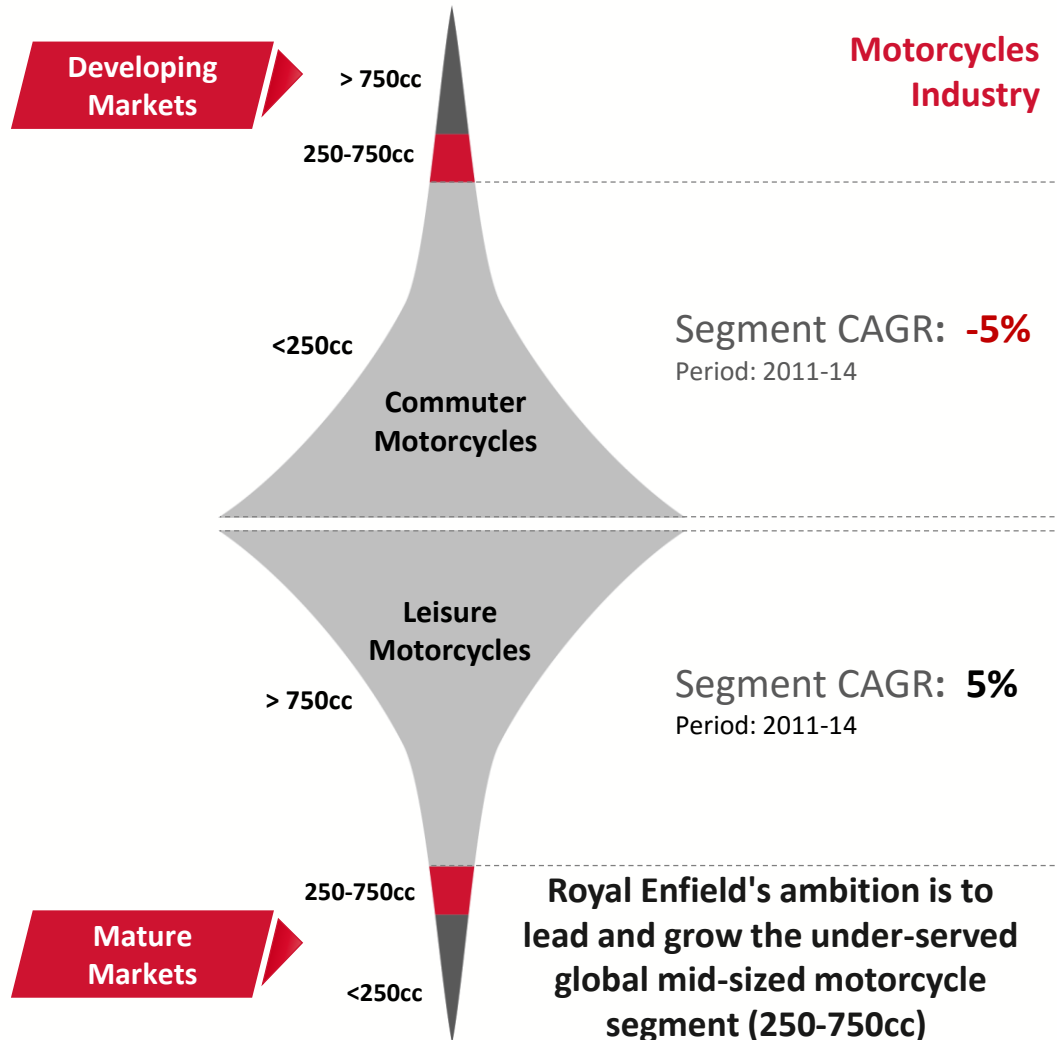 Developing
Markets
> 750cc
Motorcycles
Industry
250-750cc
<250cc
Segment CAGR: -5%
Period: 2011-14
Commuter
Motorcycles
Leisure
Motorcycles
> 750cc
Segment CAGR: 5%
Period: 2011-14
250-750cc
Mature
Markets
<250cc
Royal Enfield's ambition is to
lead and grow the under-served
global mid-sized motorcycle
segment (250-750cc)